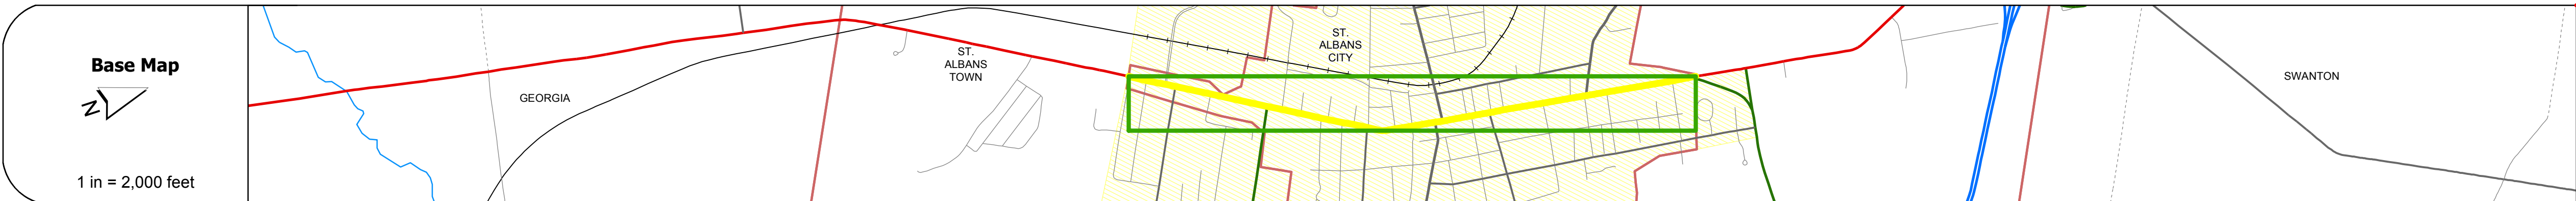 Base Map
N
1 in = 2,000 feet
GEORGIA
ST.
ALBANS
TOWN
ST.
ALBANS
CITY
SWANTON